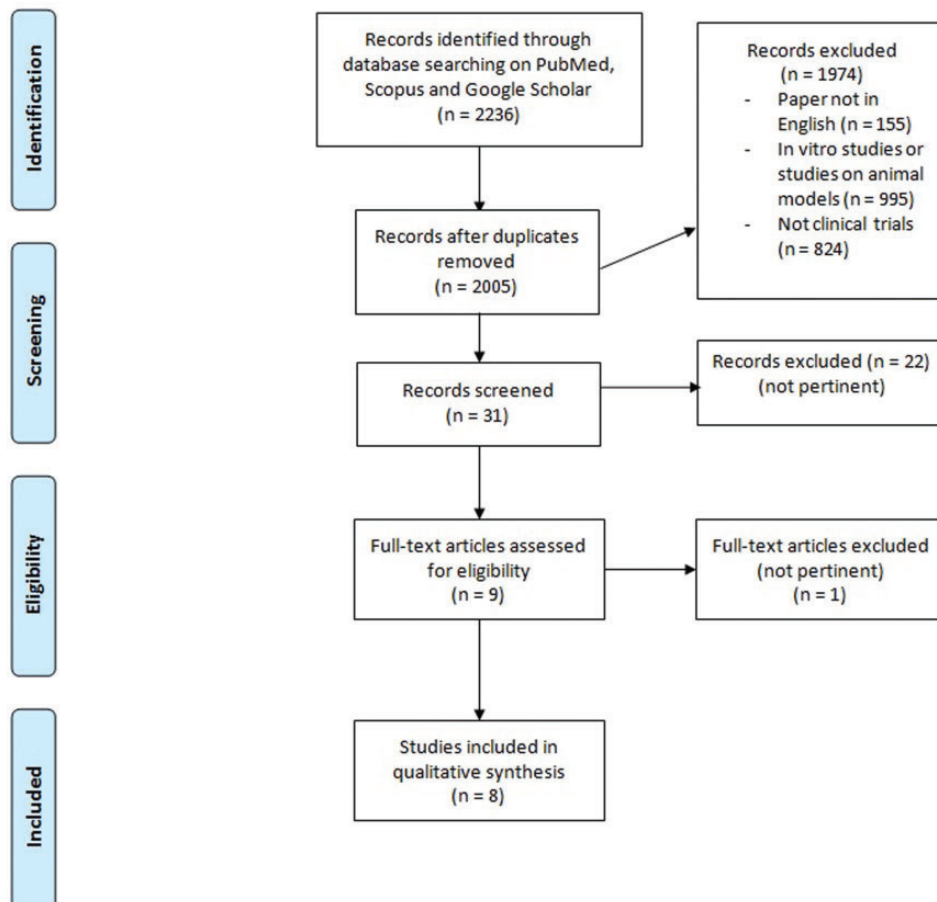 Identification
Records identified through
database searching on PubMed,
Scopus and Google Scholar
(n = 2236)
Records excluded
(n = 1974)
- Paper not in
English (n = 155)
- In vitro studies or
studies on animal
models (n = 995)
- Not clinical trials
(n = 824)
Records after duplicates
removed
(n = 2005)
Screening
Records screened
(n = 31)
Records excluded (n = 22)
(not pertinent)
Eligibility
Full-text articles assessed
for eligibility
(n = 9)
Full-text articles excluded
(not pertinent)
(n = 1)
Included
Studies included in
qualitative synthesis
(n = 8)